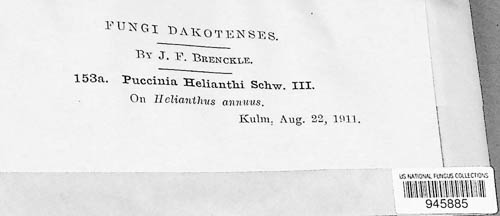 FUNGI DAKOTENSES.
BY J. F. BRENCKLE.
153a. Puccinia Helianthi Schw. III.
On Helianthus annuus.
Kulm, Aug. 22, 1911.
US NATIONAL FUNGUS COLLECTIONS
945885